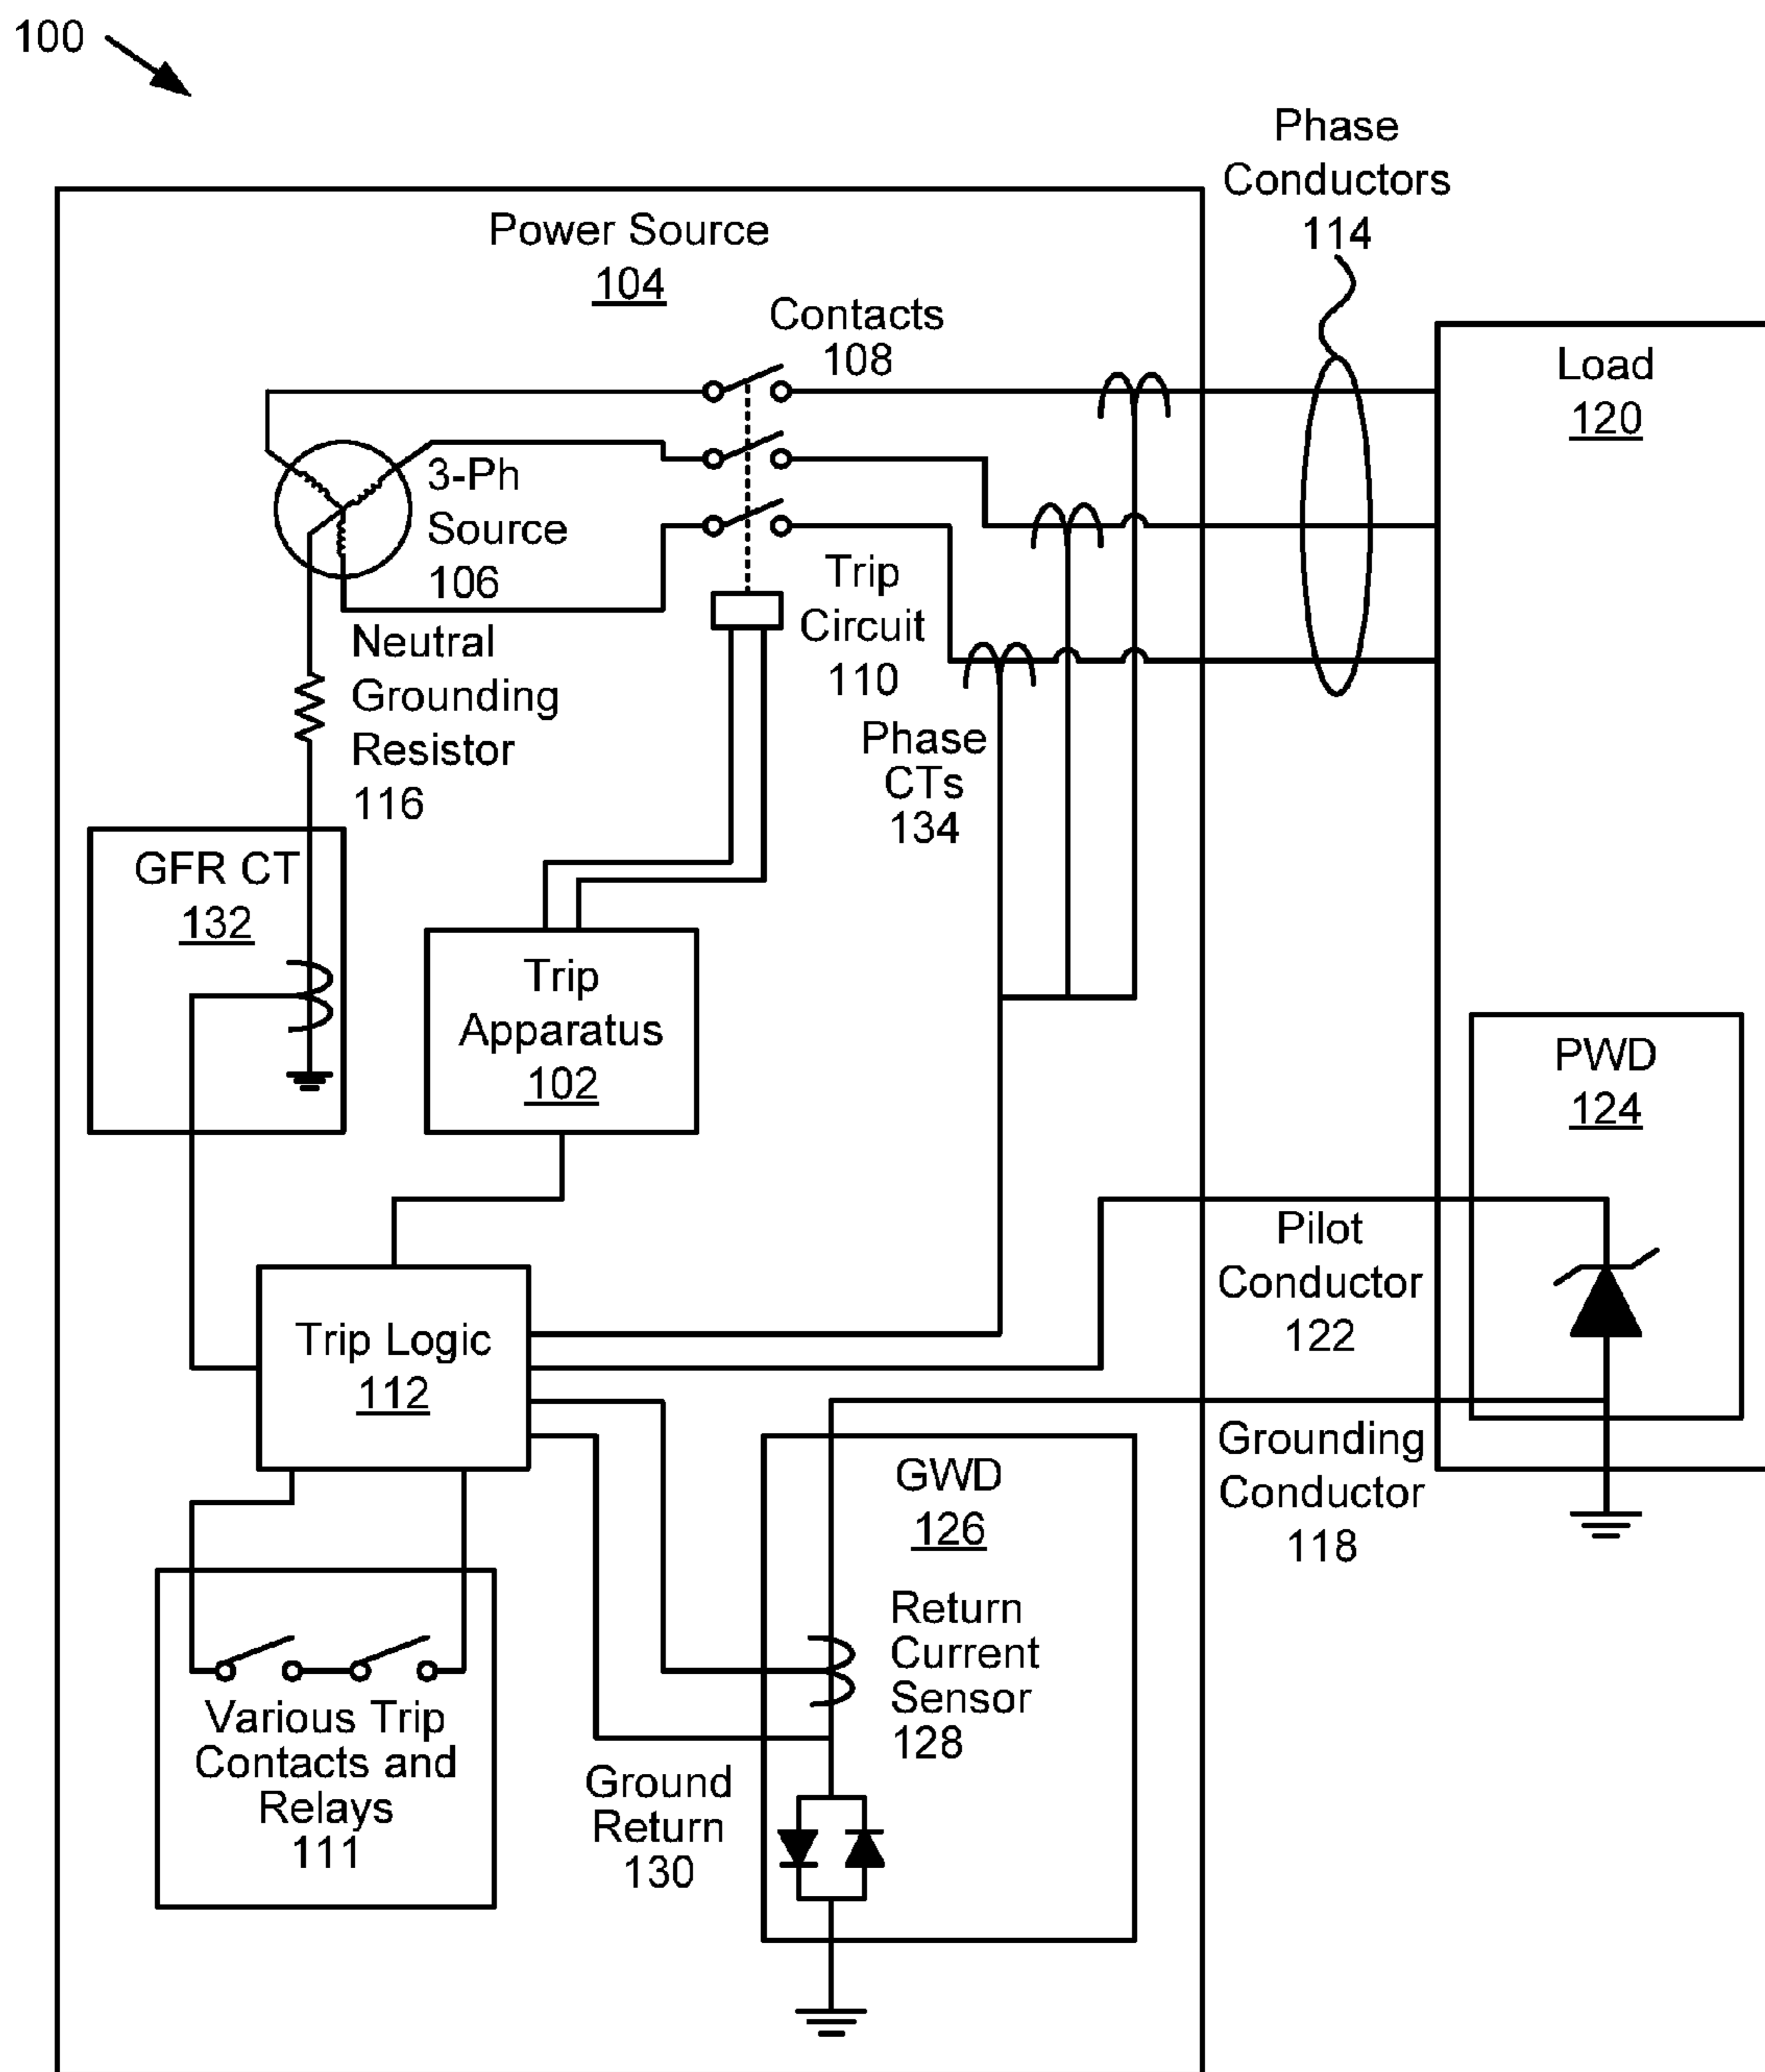 100
Phase
Conductors
114
Power Source
104
Contacts
108
Load
120
3-Ph
Source
106
Trip
Circuit
110
Neutral
Grounding
Resistor
116
Phase
CTs
134
GFR CT
132
Trip
Apparatus
102
PWD
124
Pilot
Conductor
122
Trip Logic
112
Grounding
Conductor
118
GWD
126
Return
Current
Sensor
128
Various Trip
Contacts and
Relays
111
Ground
Return
130